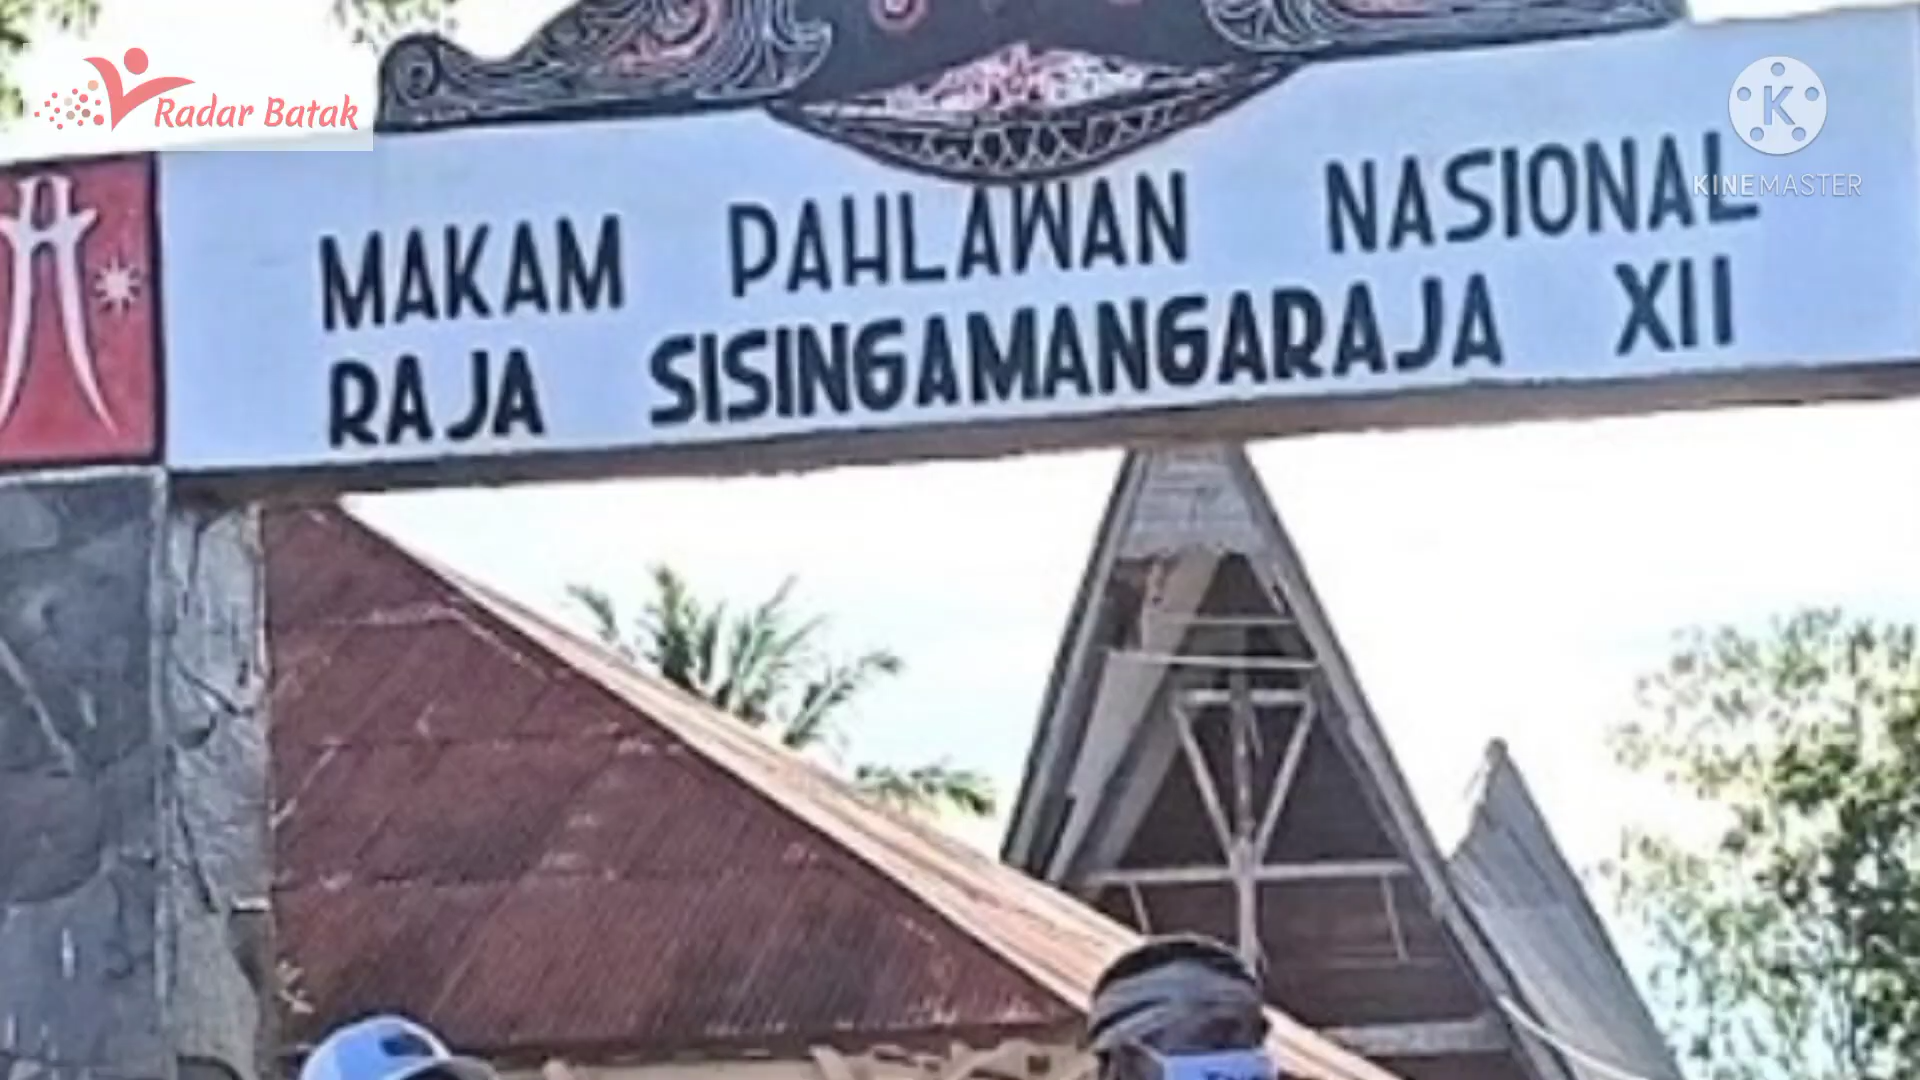 Radar Batak
K
KINEMASTER
MAKAM PAHLAWAN NASIONAL
RAJA SISINGAMANGARAJA XII